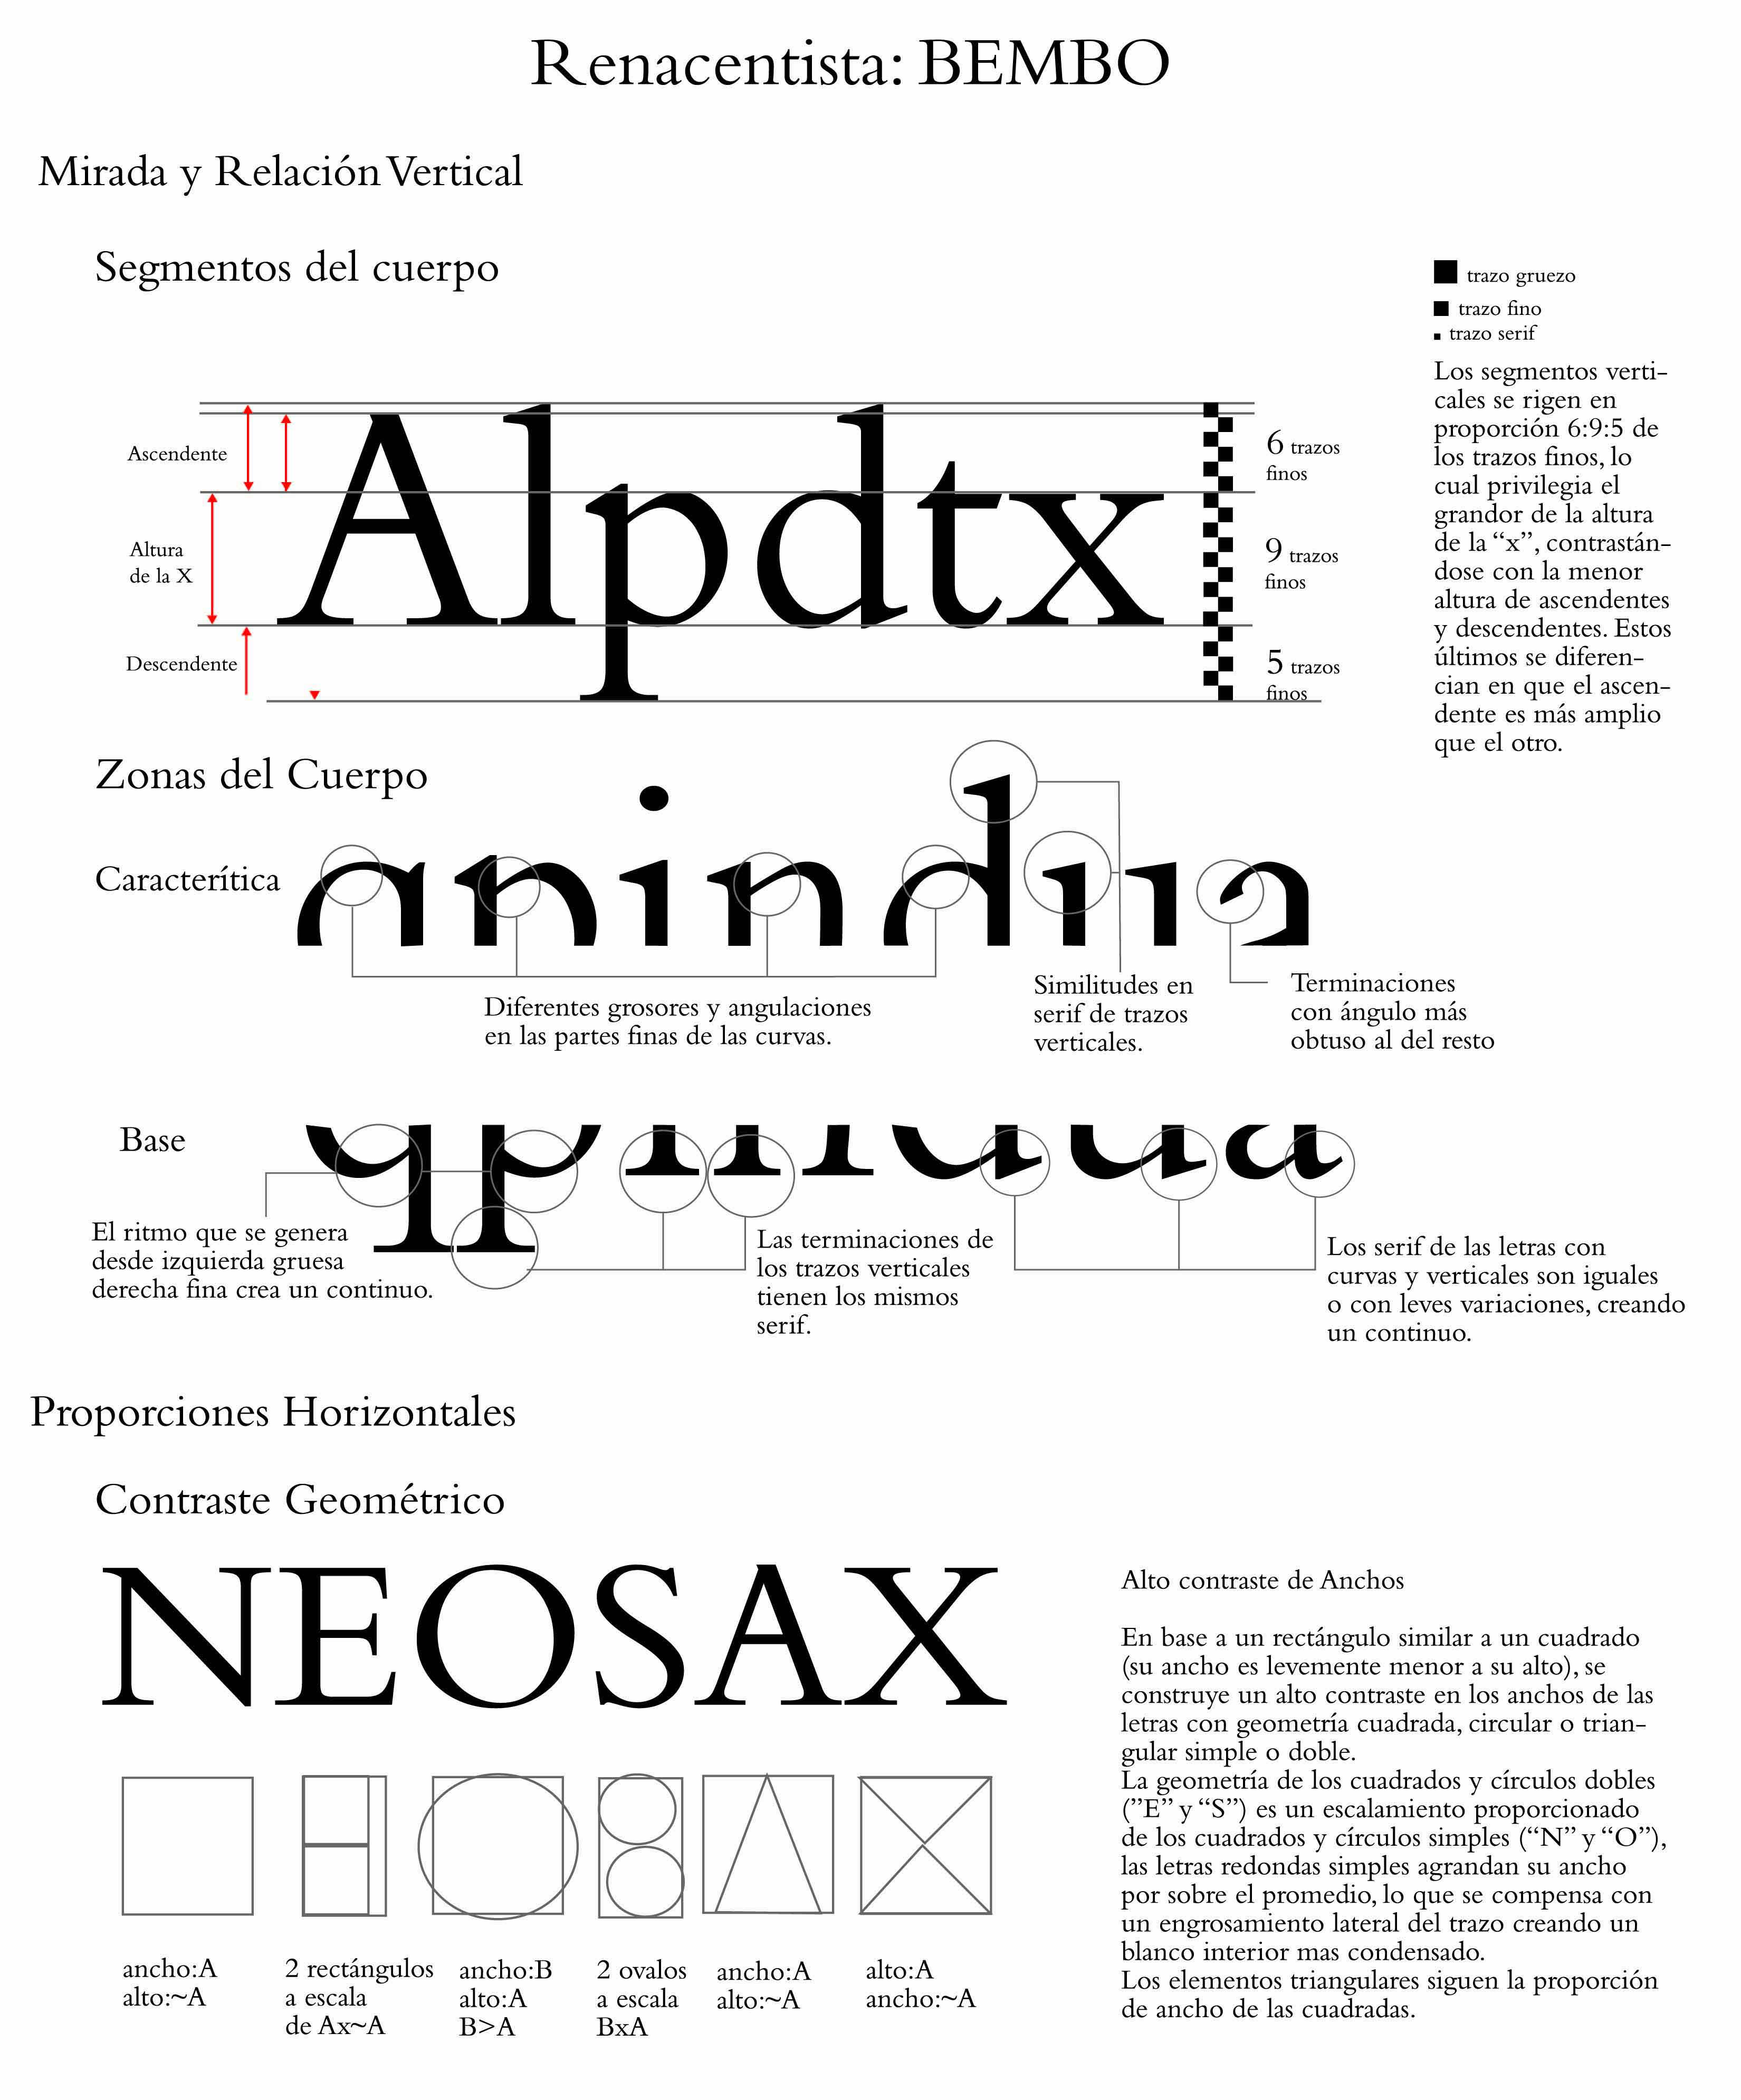 Renacentista: BEMBO
Mirada y Relación Vertical
Segmentos del cuerpo
trazo gruezo
trazo fino
trazo serif
Los segmentos verti-
cales se rigen en
proporción 6:9:5 de
los trazos finos, lo
cual privilegia el
grandor de la altura
de la “x”, contrastán-
dose con la menor
altura de ascendentes
y descendentes. Estos
últimos se diferen-
cian en que el ascen-
dente es más amplio
que el otro.
Alpdtx
Ascendente
Altura
de la X
Descendente
6 trazos
finos
9 trazos
finos
5 trazos
finos
Zonas del Cuerpo
Caracterítica
Diferentes grosores y angulaciones
en las partes finas de las curvas.
Similitudes en
serif de trazos
verticales.
Terminaciones
con ángulo más
obtuso al del resto
Base
El ritmo que se genera
desde izquierda gruesa
derecha fina crea un continuo.
Las terminaciones de
los trazos verticales
tienen los mismos
serif.
Los serif de las letras con
curvas y verticales son iguales
o con leves variaciones, creando
un continuo.
Proporciones Horizontales
Contraste Geométrico
NEOSAX
ancho:A
alto:~A
2 rectángulos
a escala
de Ax~A
ancho:B
alto:A
B>A
2 ovalos
a escala
BxA
ancho:A
alto:~A
alto:A
ancho:~A
Alto contraste de Anchos
En base a un rectángulo similar a un cuadrado
(su ancho es levemente menor a su alto), se
construye un alto contraste en los anchos de las
letras con geometría cuadrada, circular o trian-
gular simple o doble.
La geometría de los cuadrados y círculos dobles
(”E” y “S”) es un escalamiento proporcionado
de los cuadrados y círculos simples (“N” y “O”),
las letras redondas simples agrandan su ancho
por sobre el promedio, lo que se compensa con
un engrosamiento lateral del trazo creando un
blanco interior mas condensado.
Los elementos triangulares siguen la proporción
de ancho de las cuadradas.